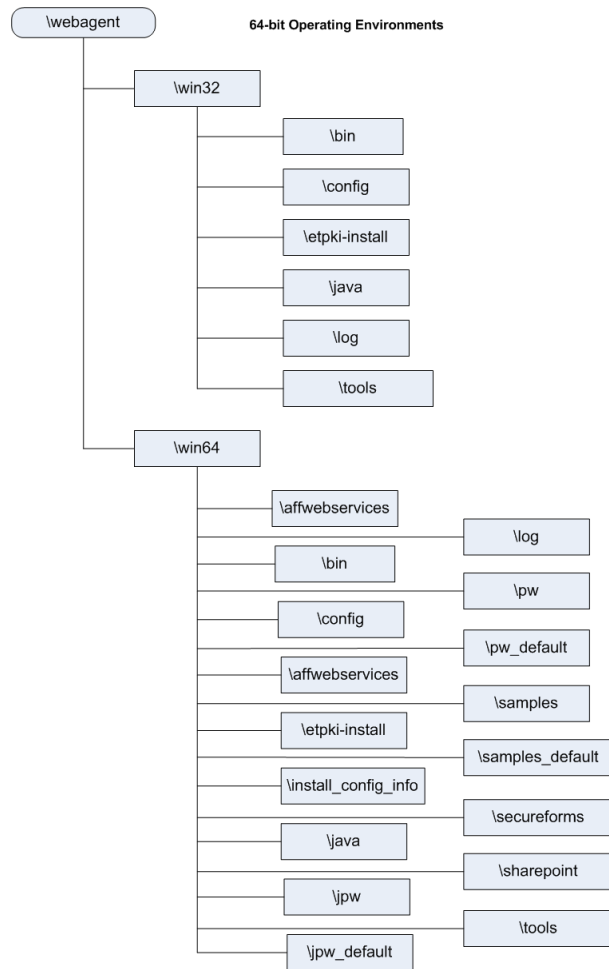 \webagent
64-bit Operating Environments
\win32
\bin
\config
\etpki-install
\java
\log
\tools
\win64
\affwebservices
\log
\bin
\pw
\config
\pw_default
\affwebservices
\samples
\etpki-install
\samples_default
\install_config_info
\secureforms
\java
\sharepoint
\jpw
\tools
\jpw_default